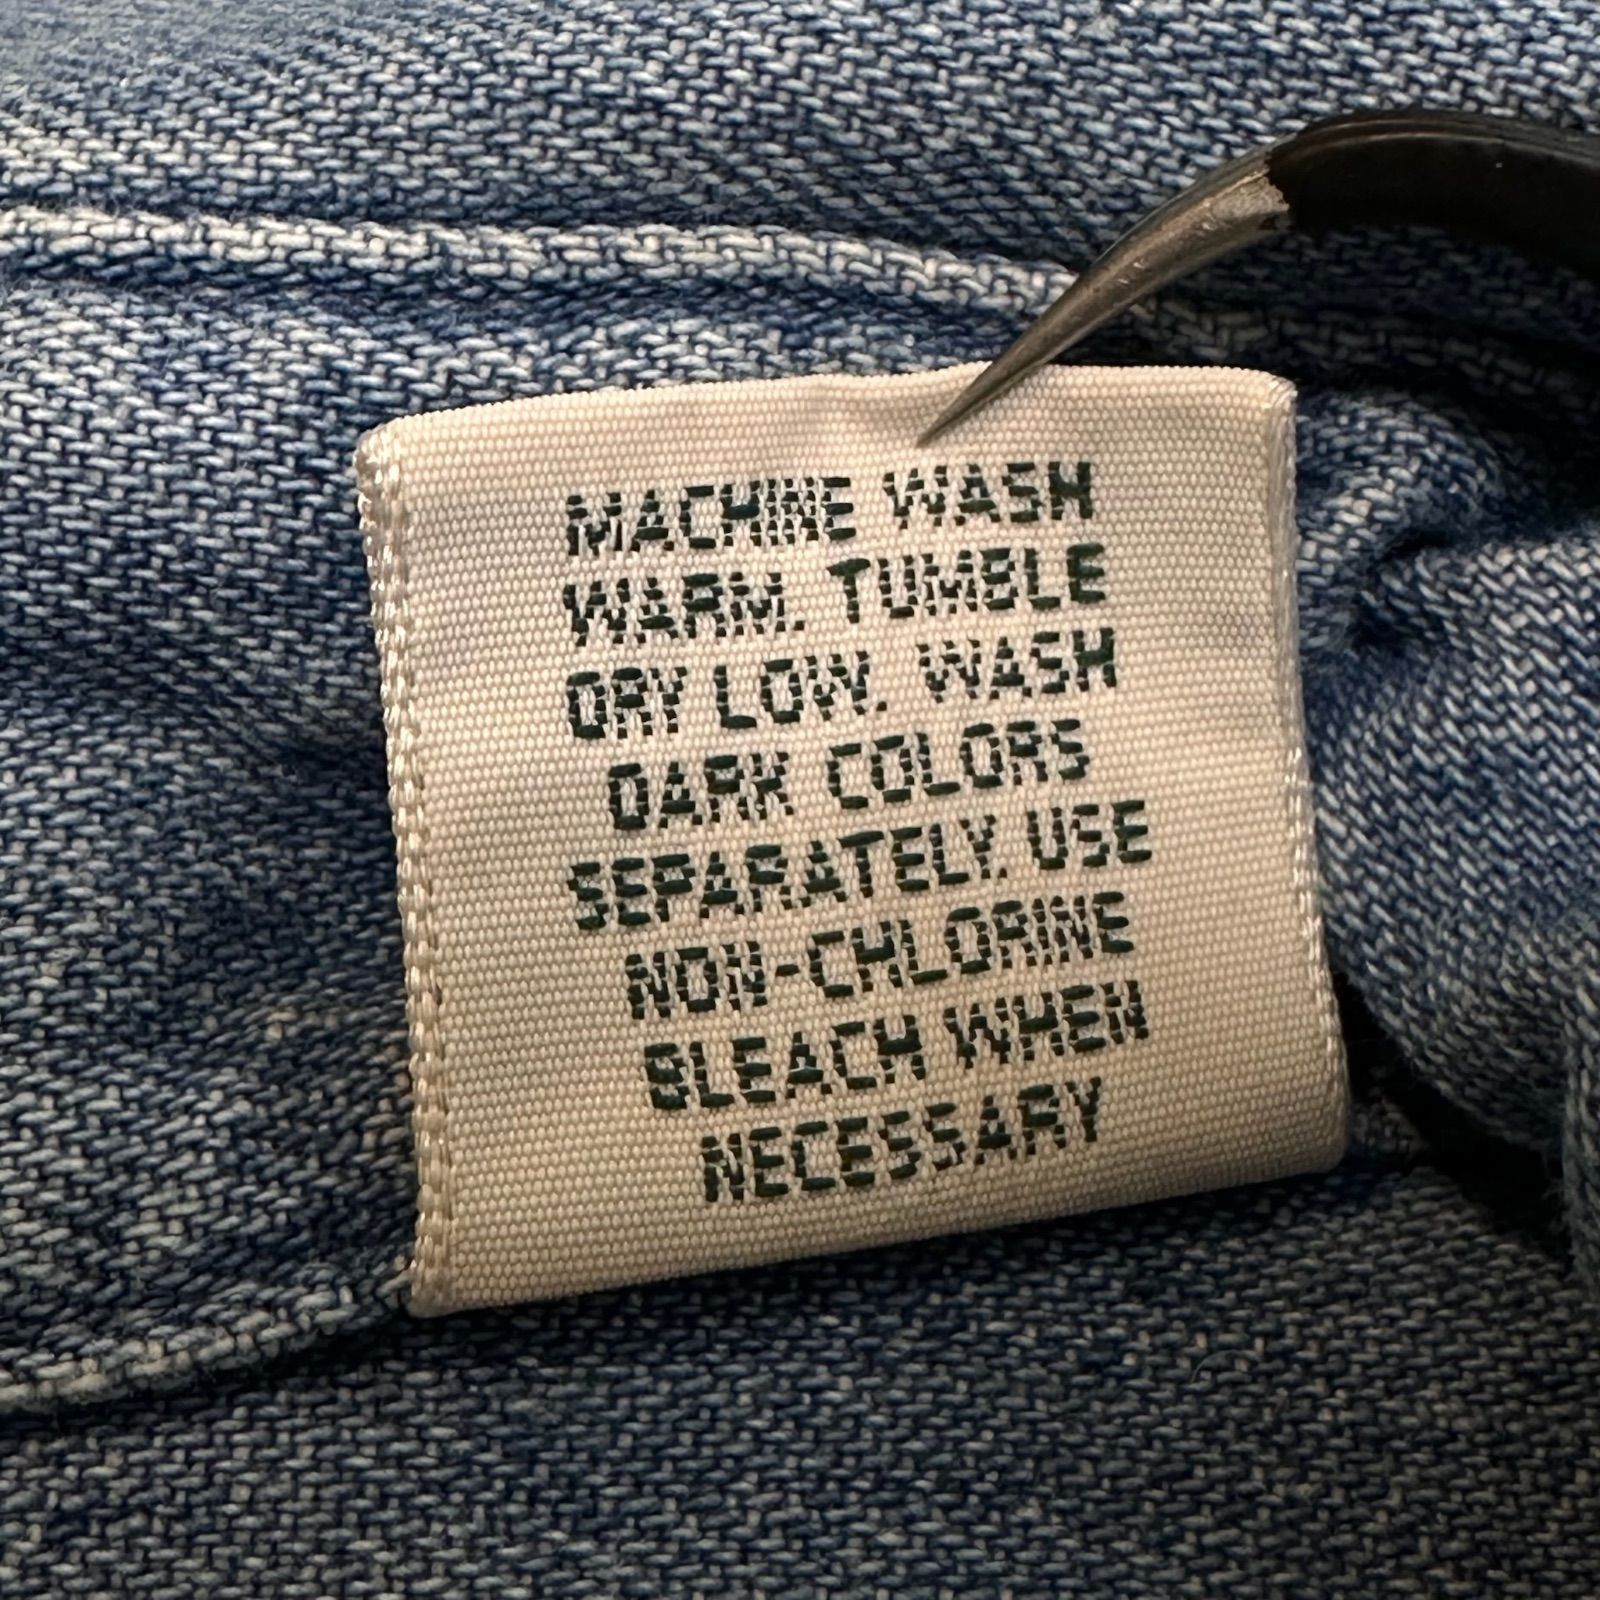 MACHINE WASH
WARM. TUMBLE
DRY LOW. WASH
DARK COLORS
SEPARATELY. USE
NON-CHLORINE
BLEACH WHEN
NECESSARY